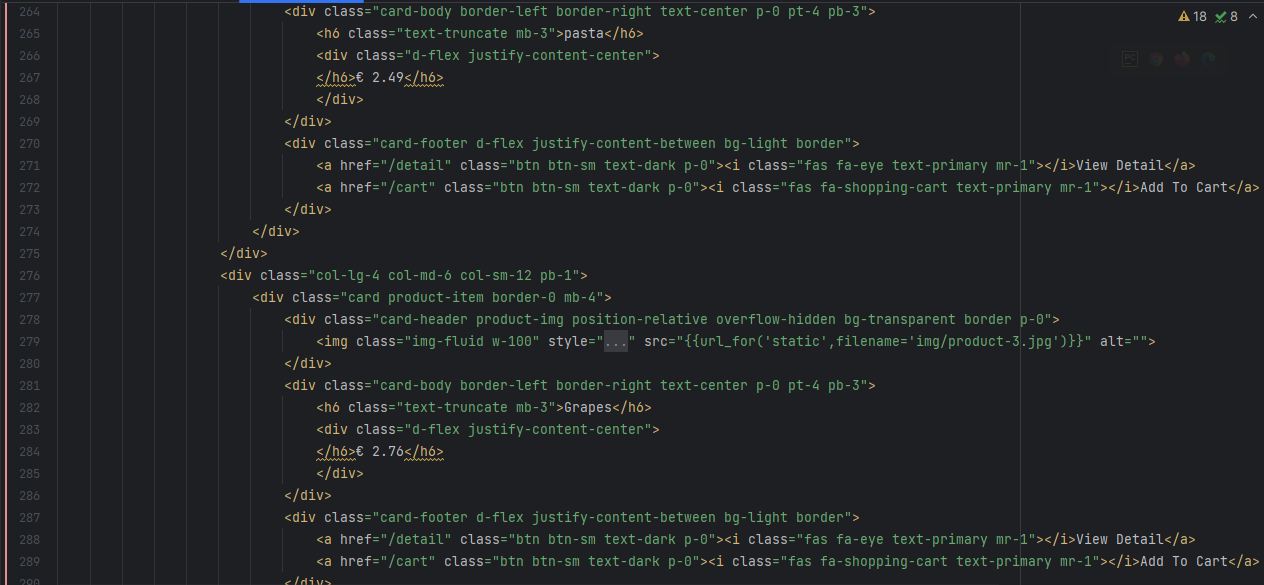 264 <div class="card-body border-left border-right text-center p-0 pt-4 pb-3">
18 8
265 <h6 class="text-truncate mb-3">pasta</h6>
266 <div class="d-flex justify-content-center">
267 </h6>€ 2.49</h6>
268 </div>
269 </div>
270 <div class="card-footer d-flex justify-content-between bg-light border">
271 <a href="/detail" class="btn btn-sm text-dark p-0"><i class="fas fa-eye text-primary mr-1"></i>View Detail</a>
272 <a href="/cart" class="btn btn-sm text-dark p-0"><i class="fas fa-shopping-cart text-primary mr-1"></i>Add To Cart</a>
273 </div>
274 </div>
275 </div>
276 <div class="col-lg-4 col-md-6 col-sm-12 pb-1">
277 <div class="card product-item border-0 mb-4">
278 <div class="card-header product-img position-relative overflow-hidden bg-transparent border p-0">
279 <img class="img-fluid w-100" style="..." src="{{url_for('static',filename='img/product-3.jpg')}}" alt="">
280 </div>
281 <div class="card-body border-left border-right text-center p-0 pt-4 pb-3">
282 <h6 class="text-truncate mb-3">Grapes</h6>
283 <div class="d-flex justify-content-center">
284 </h6>€ 2.76</h6>
285 </div>
286 </div>
287 <div class="card-footer d-flex justify-content-between bg-light border">
288 <a href="/detail" class="btn btn-sm text-dark p-0"><i class="fas fa-eye text-primary mr-1"></i>View Detail</a>
289 <a href="/cart" class="btn btn-sm text-dark p-0"><i class="fas fa-shopping-cart text-primary mr-1"></i>Add To Cart</a>
290 </div>